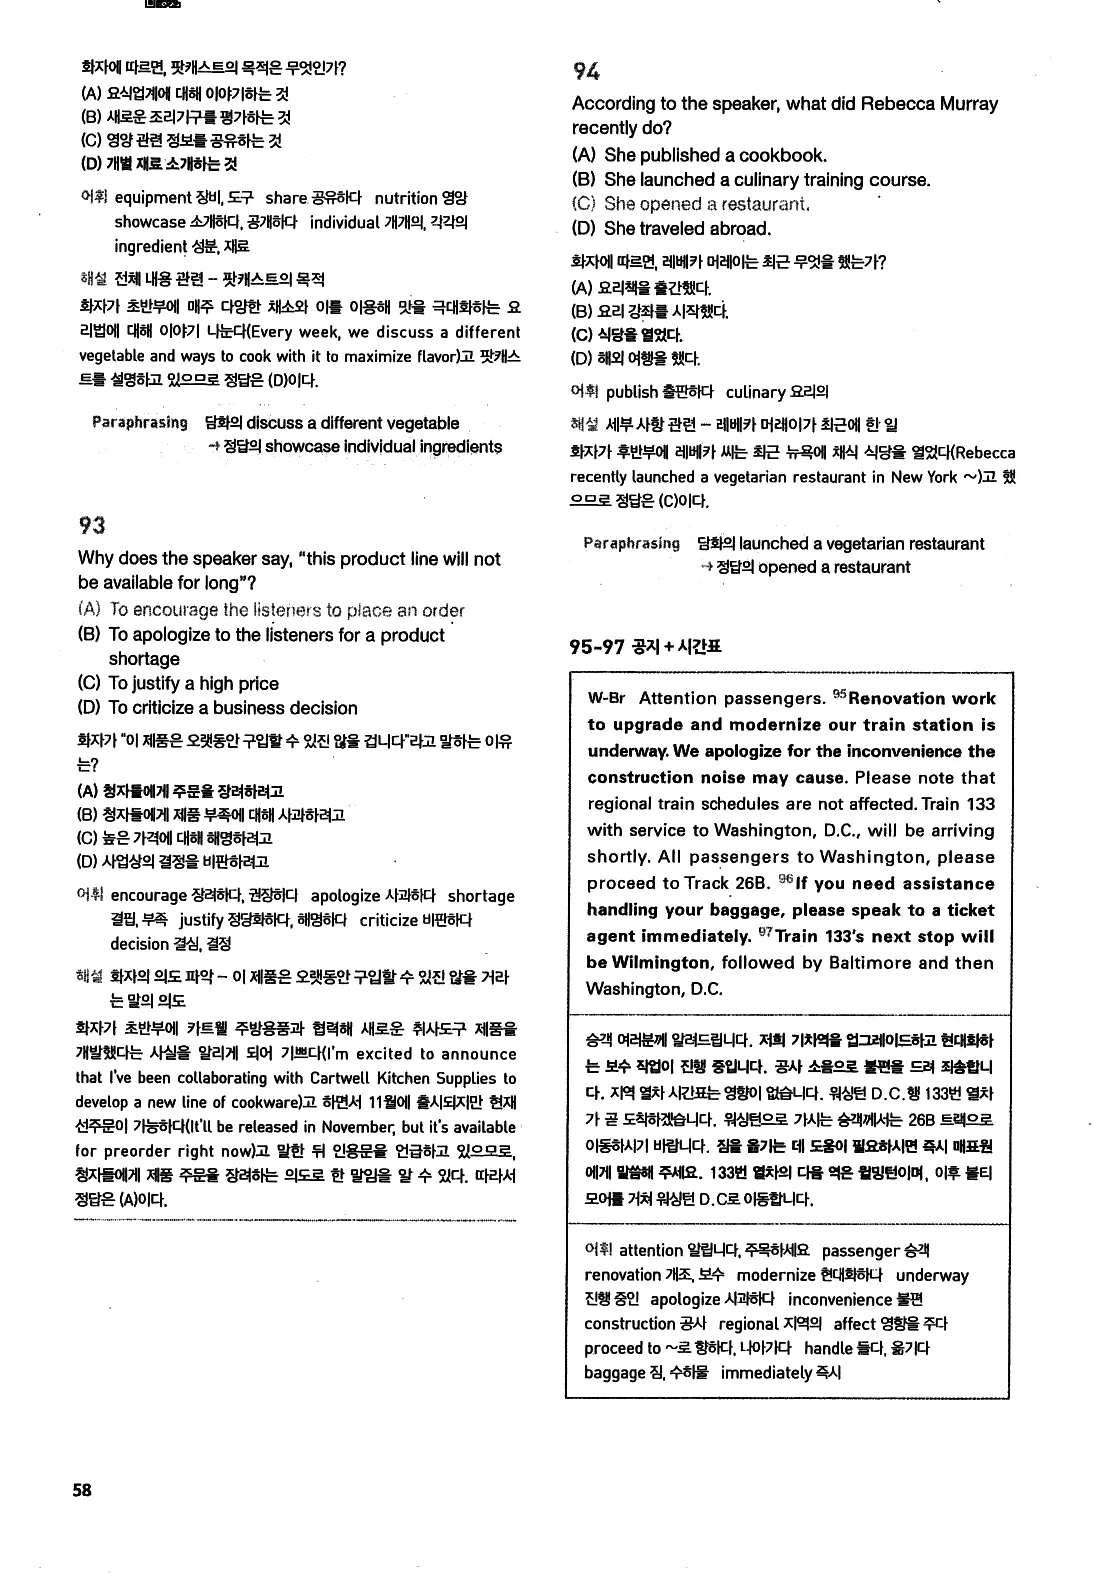 화자에 따르면, 팟캐스트의 목적은 무엇인가?
(A) 요식업계에 대해 이야기하는 것
(B) 새로운 조리기구를 평가하는 것
(C) 영양 관련 정보를 공유하는 것
(D) 개별 재료 소개하는 것
어휘 equipment 장비, 도구 share 공유하다 nutrition 영양
showcase 소개하다, 공개하다 individual 개개의, 각각의
ingredient 성분, 재료
해설 전체 내용 관련 – 팟캐스트의 목적
화자가 초반부에 매주 다양한 채소와 이를 이용해 맛을 극대화하는 요
리법에 대해 이야기 나눈다(Every week, we discuss a different
vegetable and ways to cook with it to maximize flavor)고 팟캐스
트를 설명하고 있으므로 정답은 (D)이다.
Paraphrasing 담화의 discuss a different vegetable
→ 정답의 showcase individual ingredients
93
Why does the speaker say, "this product line will not
be available for long"?
(A) To encourage the listeners to place an order
(B) To apologize to the listeners for a product
shortage
(C) To justify a high price
(D) To criticize a business decision
화자가 "이 제품은 오랫동안 구입할 수 있진 않을 겁니다"라고 말하는 이유
는?
(A) 청자들에게 주문을 장려하려고
(B) 청자들에게 제품 부족에 대해 사과하려고
(C) 높은 가격에 대해 해명하려고
(D) 사업상의 결정을 비판하려고
어휘 encourage 장려하다, 권장하다 apologize 사과하다 shortage
결핍, 부족 justify 정당화하다, 해명하다 criticize 비판하다
decision 결심, 결정
해설 화자의 의도 파악 – 이 제품은 오랫동안 구입할 수 있진 않을 거라
는 말의 의도
화자가 초반부에 카트웰 주방용품과 협력해 새로운 취사도구 제품을
개발했다는 사실을 알리게 되어 기쁘다(I'm excited to announce
that I've been collaborating with Cartwell Kitchen Supplies to
develop a new line of cookware)고 하면서 11월에 출시되지만 현재
선주문이 가능하다(It'll be released in November, but it's available
for preorder right now)고 말한 뒤 인용문을 언급하고 있으므로,
청자들에게 제품 주문을 장려하는 의도로 한 말임을 알 수 있다. 따라서
정답은 (A)이다.
94
According to the speaker, what did Rebecca Murray
recently do?
(A) She published a cookbook.
(B) She launched a culinary training course.
(C) She opened a restaurant.
(D) She traveled abroad.
화자에 따르면, 레베카 머레이는 최근 무엇을 했는가?
(A) 요리책을 출간했다.
(B) 요리 강좌를 시작했다.
(C) 식당을 열었다.
(D) 해외 여행을 했다.
어휘 publish 출판하다 culinary 요리의
해설 세부 사항 관련 – 레베카 머레이가 최근에 한 일
화자가 후반부에 레베카 씨는 최근 뉴욕에 채식 식당을 열었다(Rebecca
recently launched a vegetarian restaurant in New York ~)고 했
으므로 정답은 (C)이다.
Paraphrasing 담화의 launched a vegetarian restaurant
→ 정답의 opened a restaurant
95-97 공지 + 시간표
W-Br Attention passengers. 95Renovation work
to upgrade and modernize our train station is
underway. We apologize for the inconvenience the
construction noise may cause. Please note that
regional train schedules are not affected. Train 133
with service to Washington, D.C., will be arriving
shortly. All passengers to Washington, please
proceed to Track 26B. 96If you need assistance
handling your baggage, please speak to a ticket
agent immediately. 97Train 133's next stop will
be Wilmington, followed by Baltimore and then
Washington, D.C.
승객 여러분께 알려드립니다. 저희 기차역을 업그레이드하고 현대화하
는 보수 작업이 진행 중입니다. 공사 소음으로 불편을 드려 죄송합니
다. 지역 열차 시간표는 영향이 없습니다. 워싱턴 D.C.행 133번 열차
가 곧 도착하겠습니다. 워싱턴으로 가시는 승객께서는 26B 트랙으로
이동하시기 바랍니다. 짐을 옮기는 데 도움이 필요하시면 즉시 매표원
에게 말씀해 주세요. 133번 열차의 다음 역은 윌밍턴이며, 이후 볼티
모어를 거쳐 워싱턴 D.C로 이동합니다.
어휘 attention 알립니다, 주목하세요 passenger 승객
renovation 개조, 보수 modernize 현대화하다 underway
진행 중인 apologize 사과하다 inconvenience 불편
construction 공사 regional 지역의 affect 영향을 주다
proceed to ~로 향하다, 나아가다 handle 들다, 옮기다
baggage 짐, 수하물 immediately 즉시
58